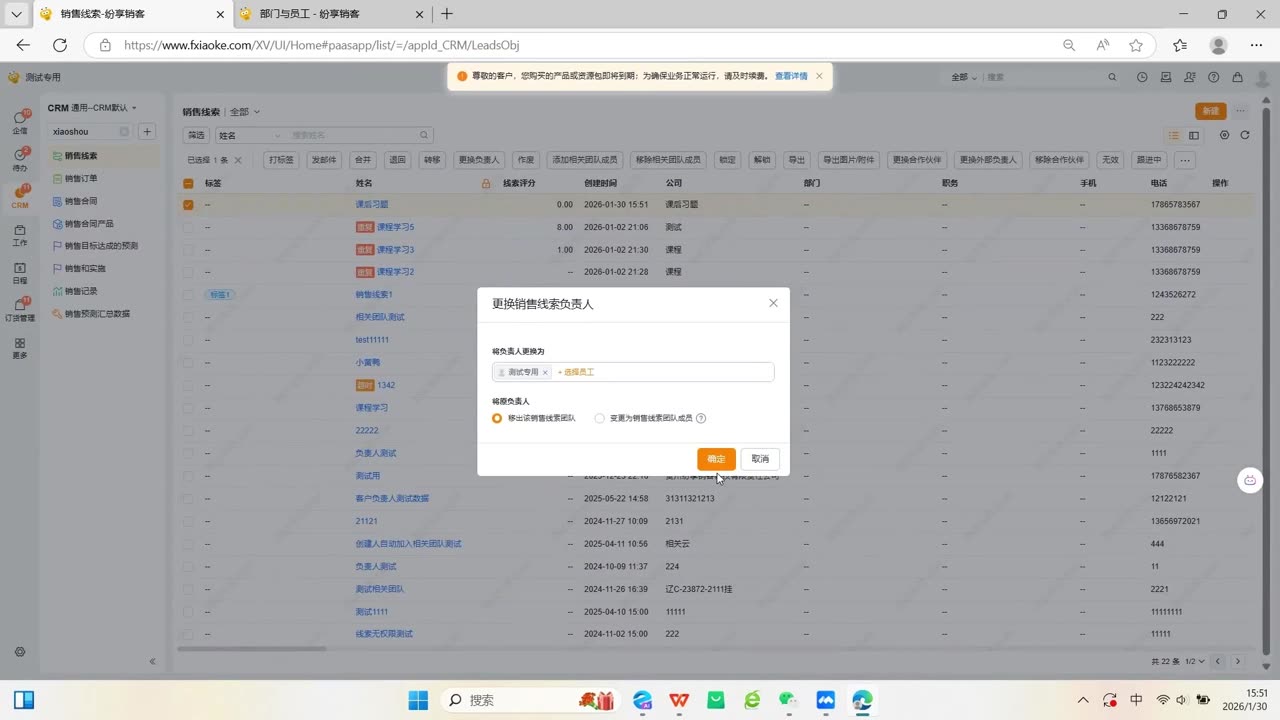 销售线索-纷享销客
部门与员工 - 纷享销客
https://www.fxiaoke.com/XV/UI/Home#paasapp/list/=/appId_CRM/LeadsObj
测试专用
尊敬的客户，您购买的产品或资源包即将到期；为确保业务正常运行，请及时续费。 查看详情
全部 搜索
企信
待办
CRM
工作
日程
订货管理
更多
CRM 通用--CRM默认
xiaoshou
销售线索
销售订单
销售合同
销售合同产品
销售目标达成的预测
销售和实施
销售记录
销售预测汇总数据
销售线索 全部
新建
筛选 姓名 搜索姓名
已选择 1 条 打标签 发邮件 合并 退回 转移 更换负责人 作废 添加相关团队成员 移除相关团队成员 锁定 解锁 导出 导出图片/附件 更换合作伙伴 更换外部负责人 移除合作伙伴 无效 跟进中 ...
标签 姓名 线索评分 创建时间 公司 部门 职务 手机 电话 操作
-- 课后习题 0.00 2026-01-30 15:51 课后习题 -- -- -- 17865783567
-- 重复 课程学习5 8.00 2026-01-02 21:06 测试 -- -- -- 13368678759
-- 重复 课程学习3 1.00 2026-01-02 21:30 课程 -- -- -- 13368678759
-- 重复 课程学习2 -- 2026-01-02 21:28 课程 -- -- -- 13368678759
标签1 销售线索1 -- -- -- 1243526272
-- 相关团队测试 -- -- -- 222
-- test11111 -- -- -- 232313123
-- 小黄鸭 -- -- -- 1123222222
-- 超时 1342 -- -- -- 123224242342
-- 课程学习 -- -- -- 13768653879
-- 22222 -- -- -- 22222
-- 负责人测试 -- -- -- 1111
-- 测试用 -- -- -- 17876582367
-- 客户负责人测试数据 -- 2025-05-22 14:58 31311321213 -- -- -- 12122121
-- 21121 -- 2024-11-27 10:09 2131 -- -- -- 13656972021
-- 创建人自动加入相关团队测试 -- 2025-04-11 10:56 相关云 -- -- -- 444
-- 负责人测试 -- 2024-10-09 11:37 224 -- -- -- 11
-- 测试相关团队 -- 2024-11-26 16:39 辽C-23872-2111挂 -- -- -- 2221
-- 测试1111 -- 2025-04-10 15:00 11111 -- -- -- 11111111
-- 线索无权限测试 -- 2024-11-02 15:00 222 -- -- -- 11111
共 22 条 1/2
更换销售线索负责人
将负责人更换为
测试专用 × + 选择员工
将原负责人
移出该销售线索团队 变更为销售线索团队成员
确定 取消
搜索
中
15:51
2026/1/30